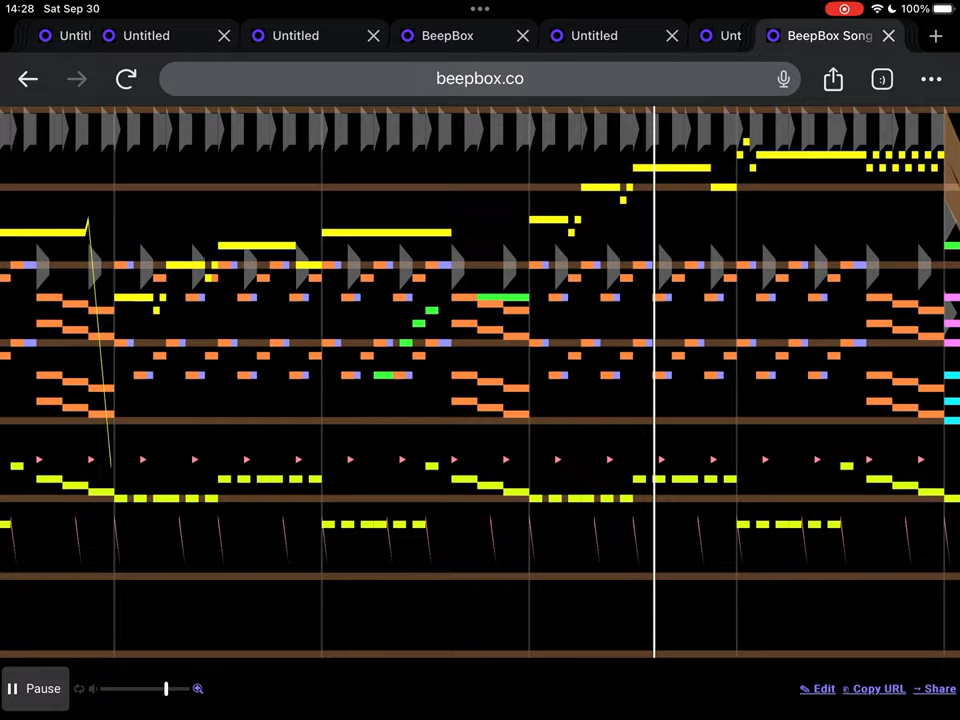 14:28 Sat Sep 30 100%
Untitl Untitled Untitled BeepBox Untitled Unt BeepBox Song
beepbox.co
Pause Edit Copy URL Share